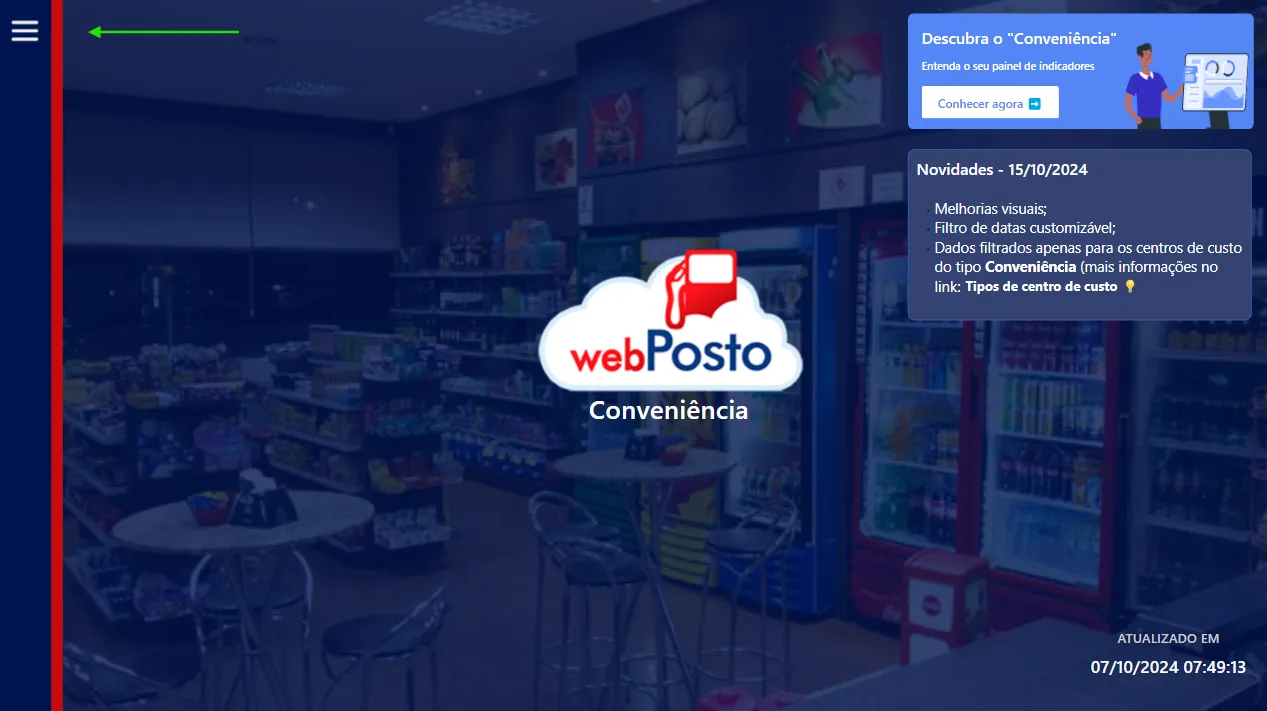 Descubra o "Conveniência"
Entenda o seu painel de indicadores
Conhecer agora
Novidades - 15/10/2024
Melhorias visuais;
Filtro de datas customizável;
Dados filtrados apenas para os centros de custo
do tipo Conveniência (mais informações no
link: Tipos de centro de custo
webPosto
Conveniência
ATUALIZADO EM
07/10/2024 07:49:13